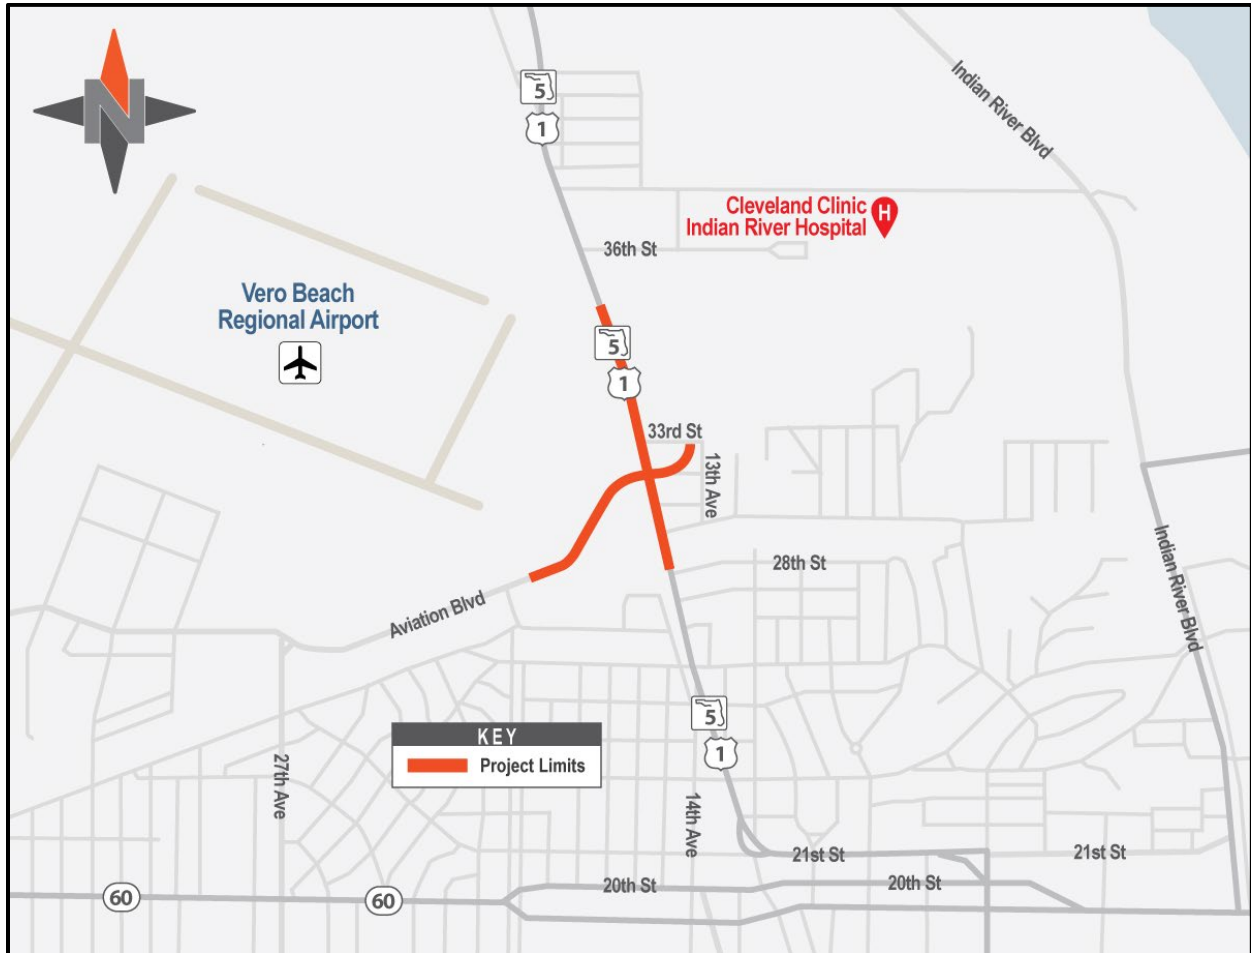 N
5
1
Indian River Blvd
Cleveland Clinic
Indian River Hospital
H
36th St
Vero Beach
Regional Airport
5
1
33rd St
13th Ave
28th St
Indian River Blvd
Aviation Blvd
5
1
KEY
Project Limits
27th Ave
14th Ave
21st St
21st St
20th St
20th St
60
60